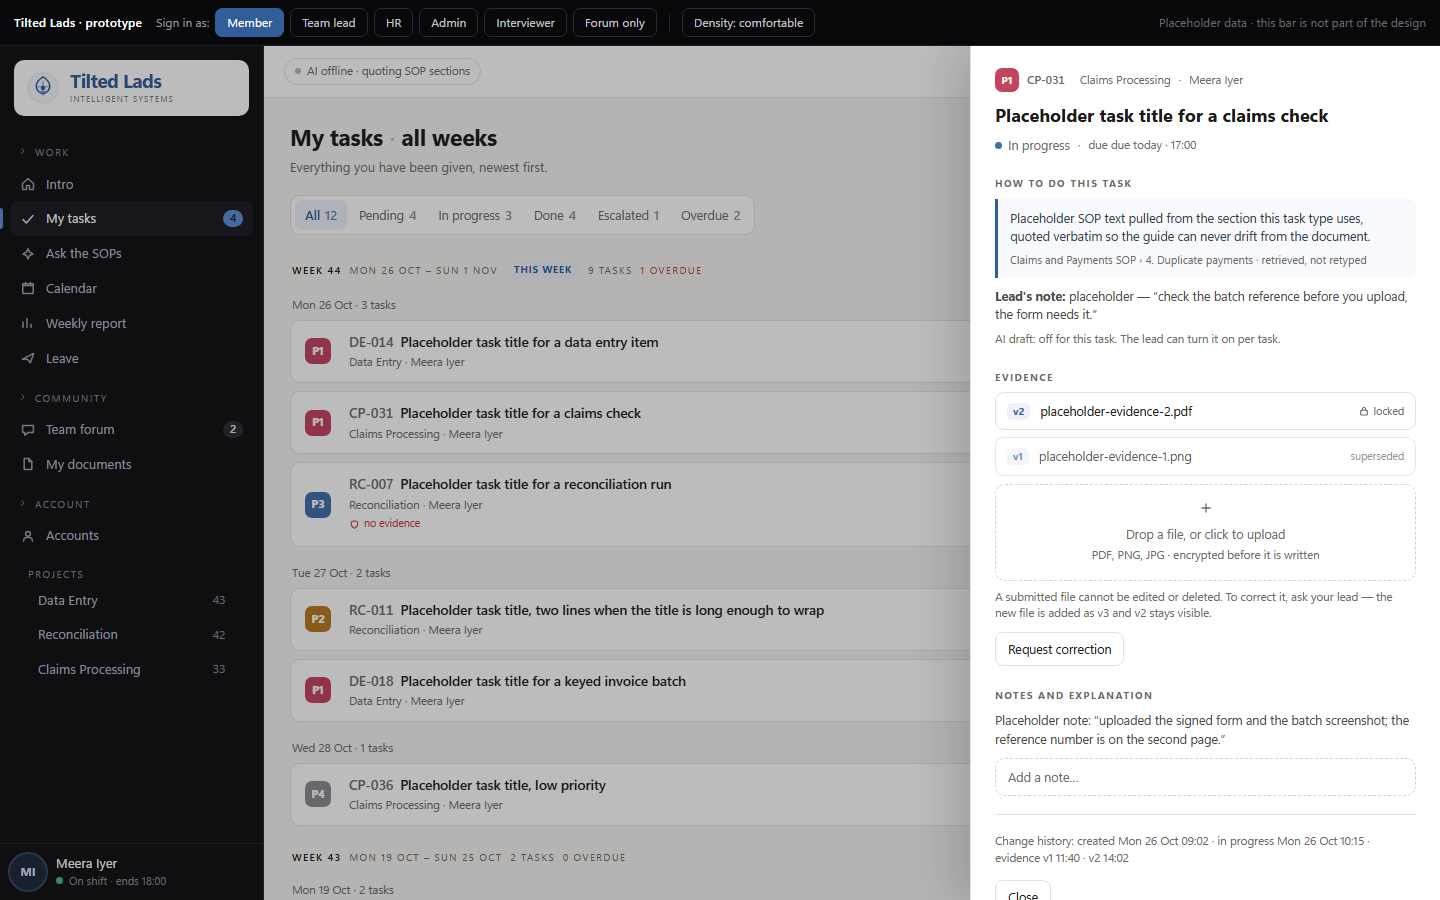 Tilted Lads · prototype
Sign in as:
Member
Team lead
HR
Admin
Interviewer
Forum only
Density: comfortable
Placeholder data · this bar is not part of the design
Tilted Lads
INTELLIGENT SYSTEMS
WORK
Intro
My tasks 4
Ask the SOPs
Calendar
Weekly report
Leave
COMMUNITY
Team forum 2
My documents
ACCOUNT
Accounts
PROJECTS
Data Entry 43
Reconciliation 42
Claims Processing 33
MI
Meera Iyer
On shift · ends 18:00
AI offline · quoting SOP sections
My tasks · all weeks
Everything you have been given, newest first.
All 12 Pending 4 In progress 3 Done 4 Escalated 1 Overdue 2
WEEK 44 MON 26 OCT – SUN 1 NOV THIS WEEK 9 TASKS 1 OVERDUE
Mon 26 Oct · 3 tasks
P1 DE-014 Placeholder task title for a data entry item
Data Entry · Meera Iyer
P1 CP-031 Placeholder task title for a claims check
Claims Processing · Meera Iyer
P3 RC-007 Placeholder task title for a reconciliation run
Reconciliation · Meera Iyer
no evidence
Tue 27 Oct · 2 tasks
P2 RC-011 Placeholder task title, two lines when the title is long enough to wrap
Reconciliation · Meera Iyer
P1 DE-018 Placeholder task title for a keyed invoice batch
Data Entry · Meera Iyer
Wed 28 Oct · 1 tasks
P4 CP-036 Placeholder task title, low priority
Claims Processing · Meera Iyer
WEEK 43 MON 19 OCT – SUN 25 OCT 2 TASKS 0 OVERDUE
Mon 19 Oct · 2 tasks
P1 CP-031 Claims Processing · Meera Iyer
Placeholder task title for a claims check
In progress · due due today · 17:00
HOW TO DO THIS TASK
Placeholder SOP text pulled from the section this task type uses,
quoted verbatim so the guide can never drift from the document.
Claims and Payments SOP › 4. Duplicate payments · retrieved, not retyped
Lead's note: placeholder — “check the batch reference before you upload,
the form needs it.”
AI draft: off for this task. The lead can turn it on per task.
EVIDENCE
v2 placeholder-evidence-2.pdf locked
v1 placeholder-evidence-1.png superseded
+
Drop a file, or click to upload
PDF, PNG, JPG · encrypted before it is written
A submitted file cannot be edited or deleted. To correct it, ask your lead — the
new file is added as v3 and v2 stays visible.
Request correction
NOTES AND EXPLANATION
Placeholder note: “uploaded the signed form and the batch screenshot; the
reference number is on the second page.”
Add a note...
Change history: created Mon 26 Oct 09:02 · in progress Mon 26 Oct 10:15 ·
evidence v1 11:40 · v2 14:02
Close